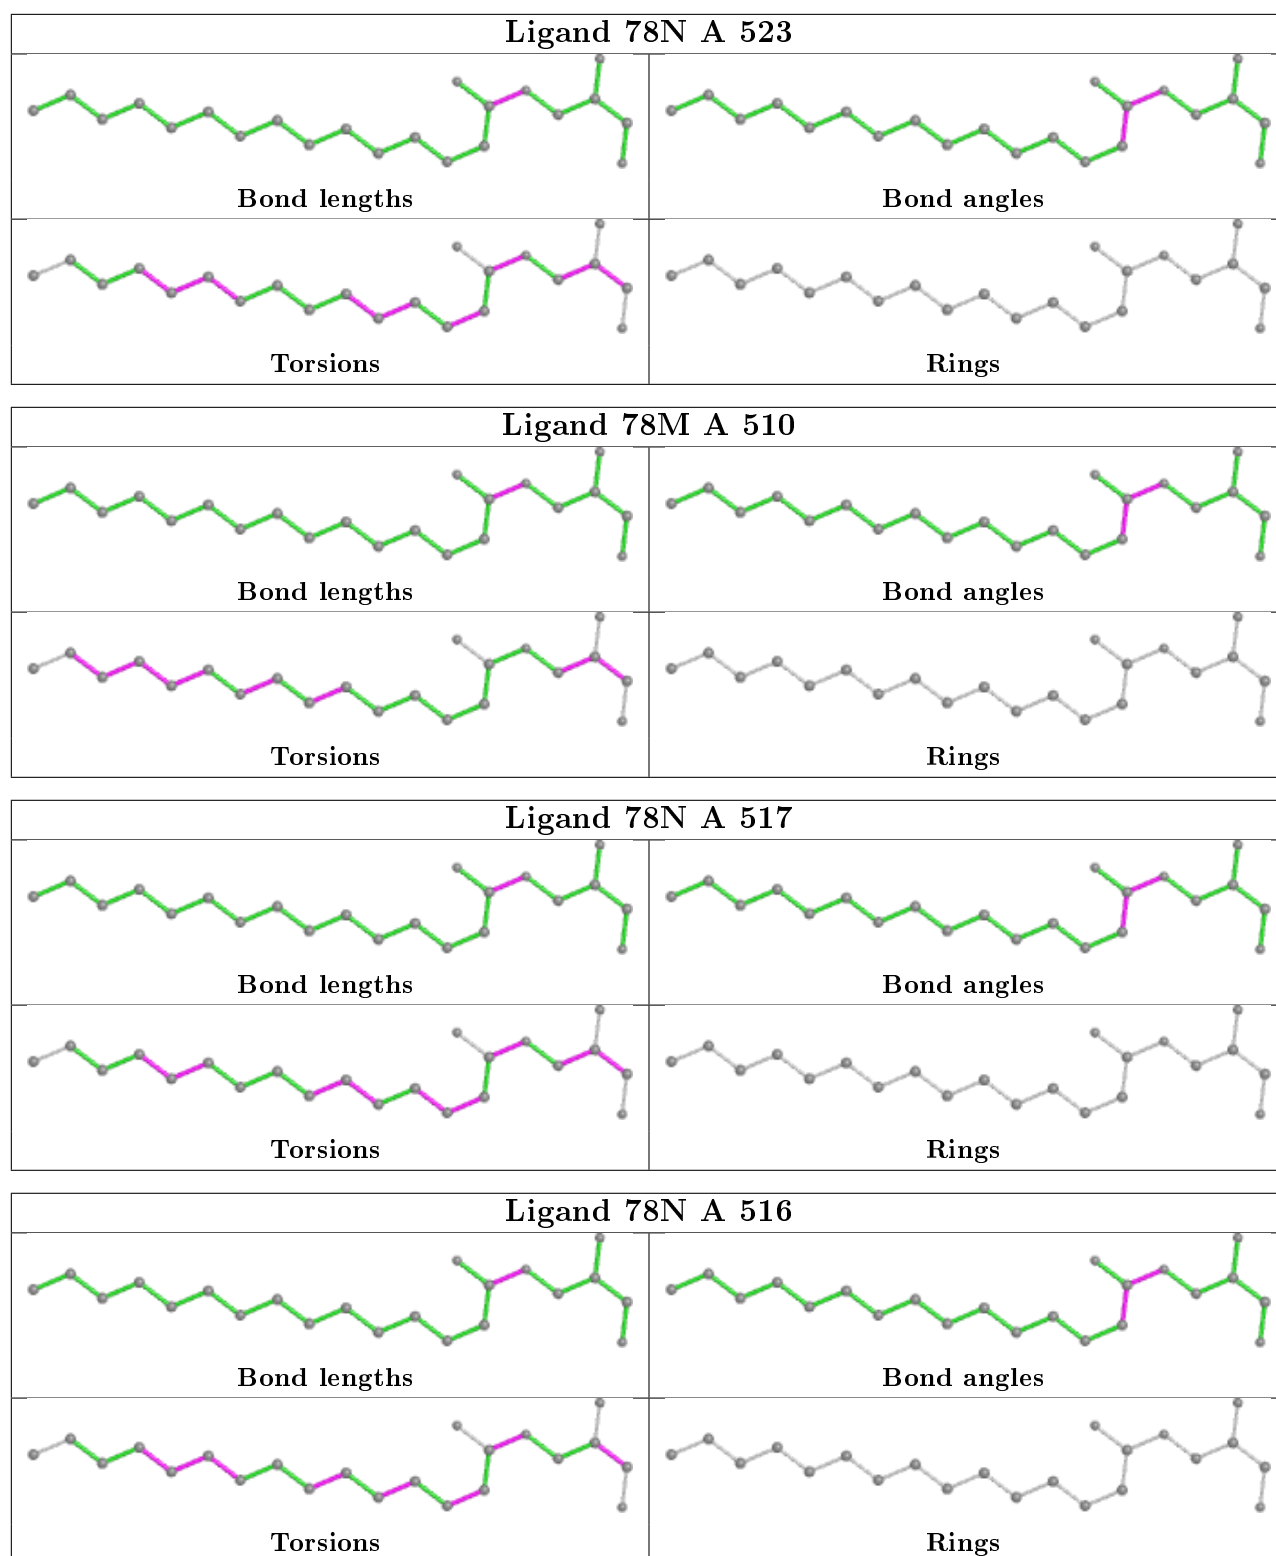 Ligand 78N A 523
Bond lengths
Bond angles
Torsions
Rings
Ligand 78M A 510
Bond lengths
Bond angles
Torsions
Rings
Ligand 78N A 517
Bond lengths
Bond angles
Torsions
Rings
Ligand 78N A 516
Bond lengths
Bond angles
Torsions
Rings